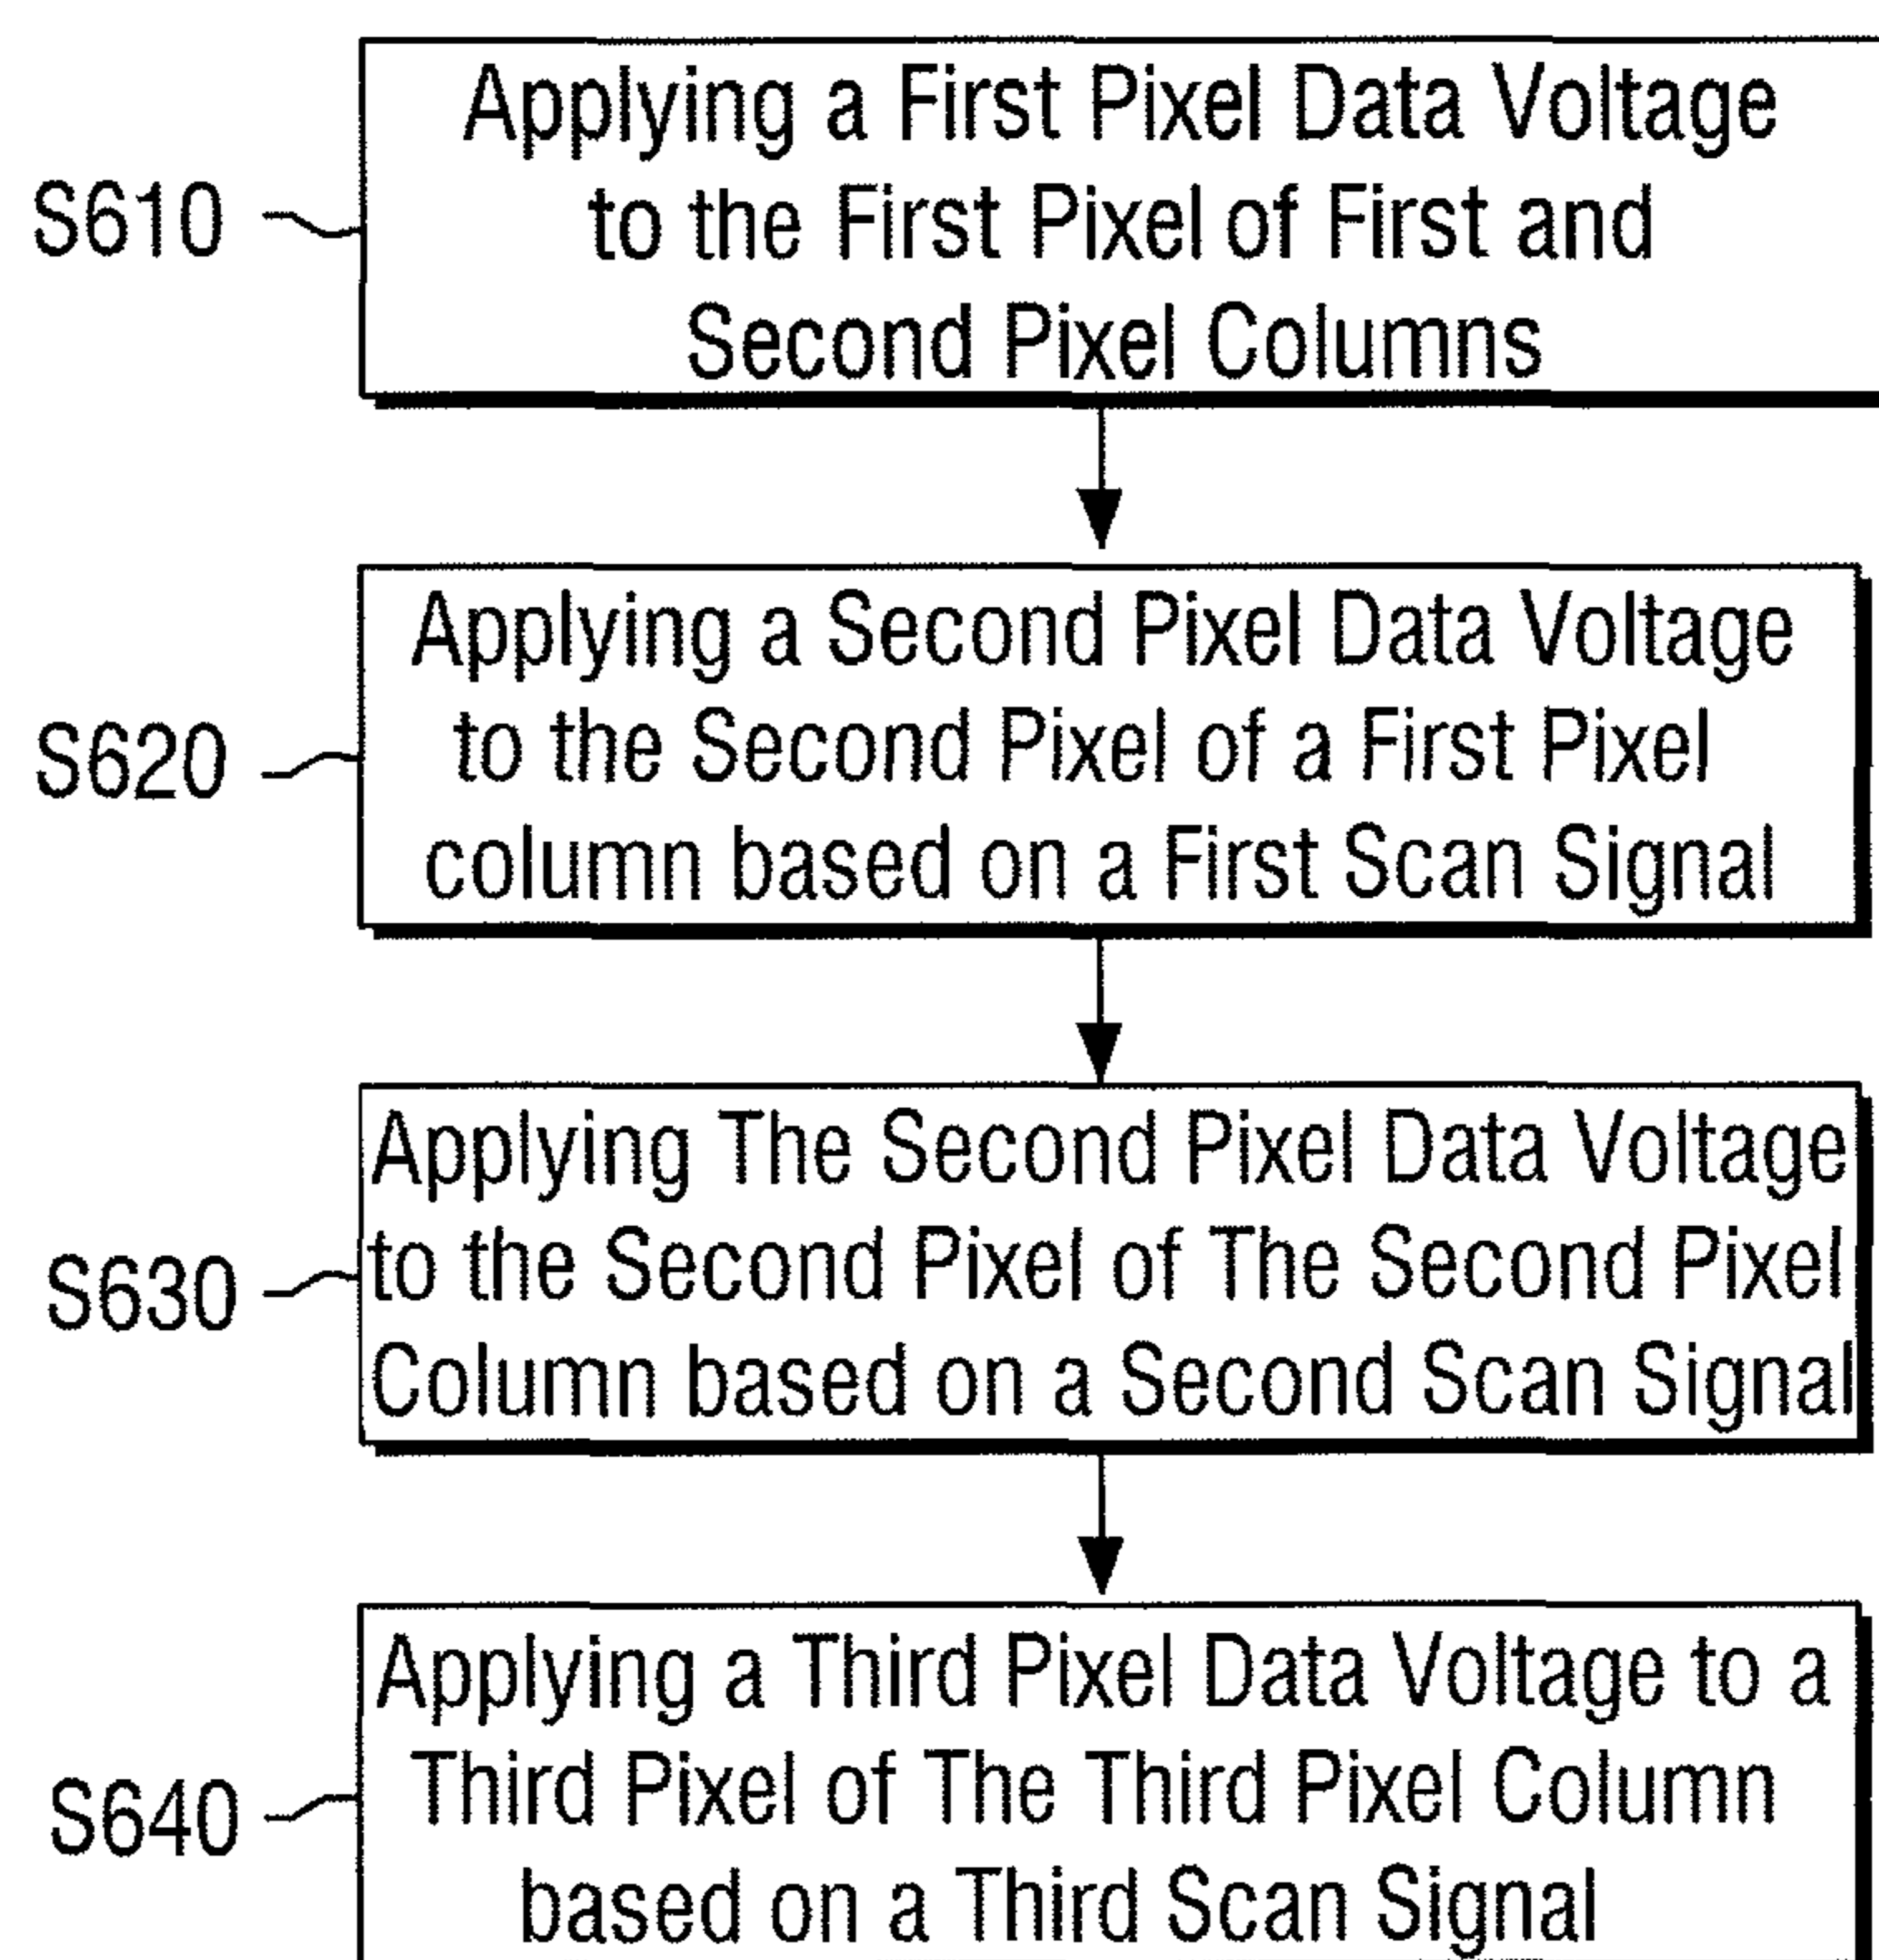 Applying a First Pixel Data Voltage
S610
to the First Pixel of First and
Second Pixel Columns
Applying a Second Pixel Data Voltage
S620
to the Second Pixel of a First Pixel
column based on a First Scan Signal
Applying The Second Pixel Data Voltage
S630
to the Second Pixel of The Second Pixel
Column based on a Second Scan Signal
Applying a Third Pixel Data Voltage to a
S640
Third Pixel of The Third Pixel Column
based on a Third Scan Signal